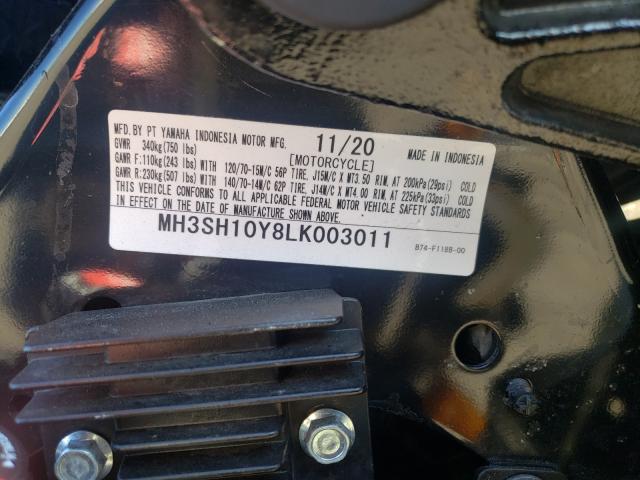 MFD. BY PT YAMAHA INDONESIA MOTOR MFG. 11/20 MADE IN INDONESIA
GVWR 340kg(750 lbs) [MOTORCYCLE]
GAWR F:110kg(243 lbs)WITH 120/70-15M/C 56P TIRE, J15M/C X MT3.50 RIM, AT 200kPa(29psi) COLD
GAWR R:230kg(507 lbs)WITH 140/70-14M/C 62P TIRE, J14M/C X MT4.00 RIM, AT 225kPa(33psi) COLD
THIS VEHICLE CONFORMS TO ALL APPLICABLE FEDERAL MOTOR VEHICLE SAFETY STANDARDS
IN EFFECT ON THE DATE OF MANUFACTURE SHOWN ABOVE.
MH3SH10Y8LK003011 B74-F118B-00